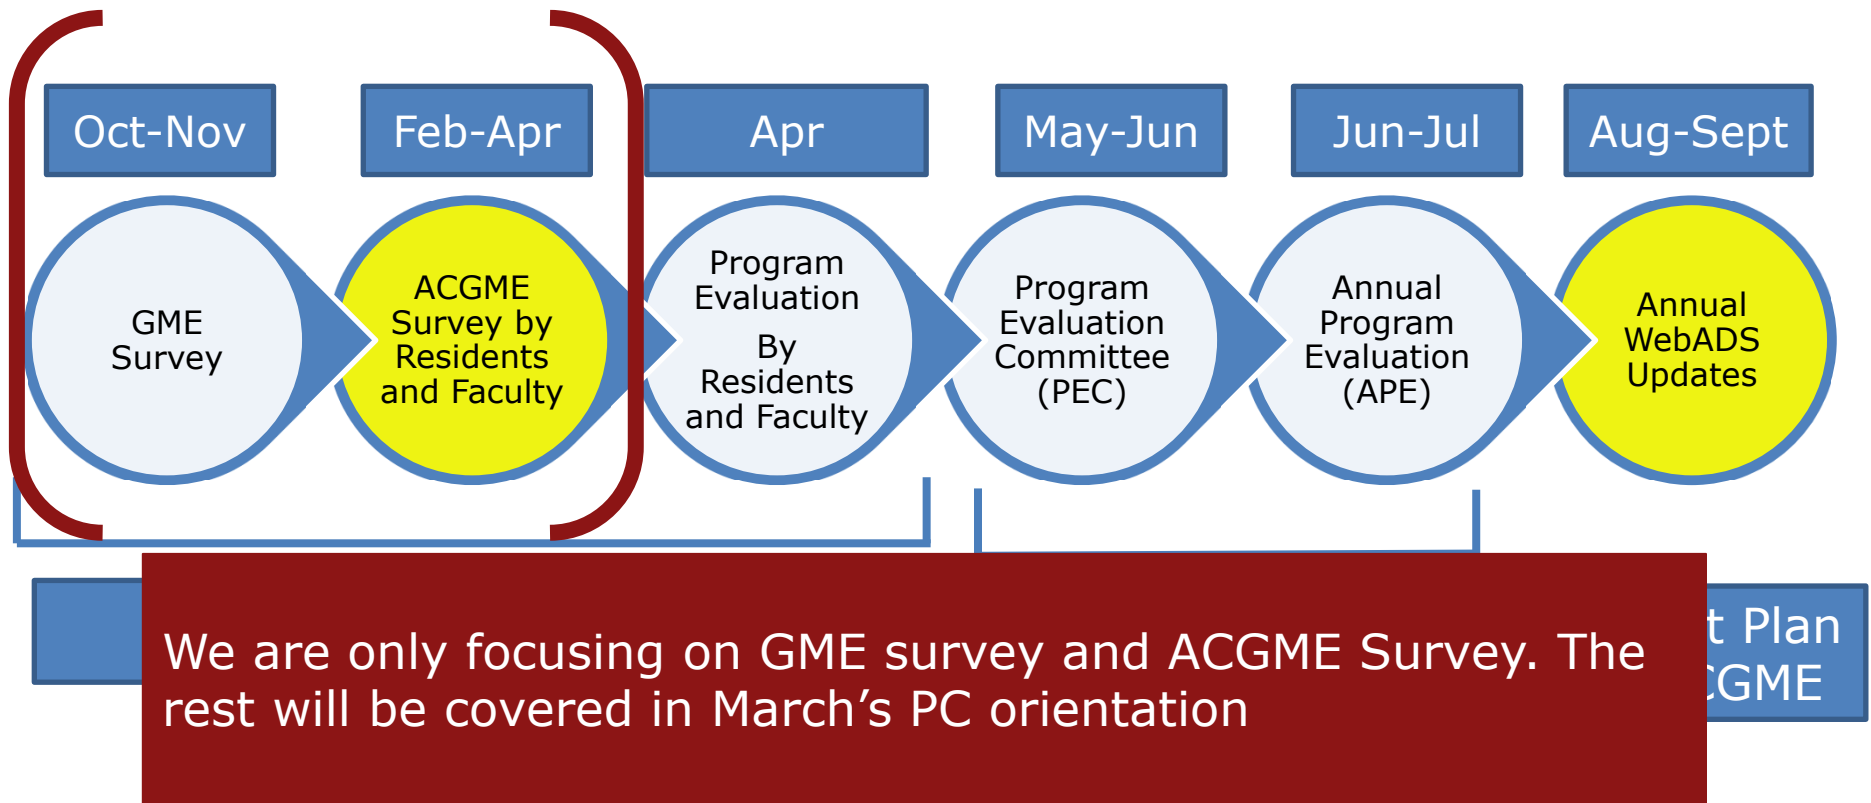 Oct-Nov
Feb-Apr
Apr
May-Jun
Jun-Jul
Aug-Sept
GME
Survey
ACGME
Survey by
Residents
and Faculty
Program
Evaluation
By
Residents
and Faculty
Program
Evaluation
Committee
(PEC)
Annual
Program
Evaluation
(APE)
Annual
WebADS
Updates
We are only focusing on GME survey and ACGME Survey. The
rest will be covered in March’s PC orientation
Plan